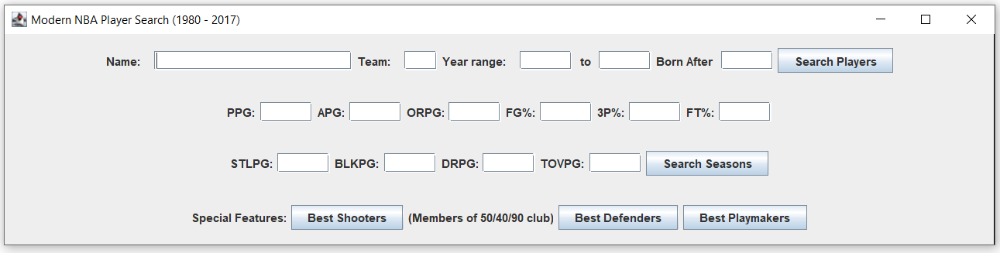 Modern NBA Player Search (1980 - 2017)
Name: Team: Year range: to Born After Search Players
PPG: APG: ORPG: FG%: 3P%: FT%:
STLPG: BLKPG: DRPG: TOVPG: Search Seasons
Special Features: Best Shooters (Members of 50/40/90 club) Best Defenders Best Playmakers